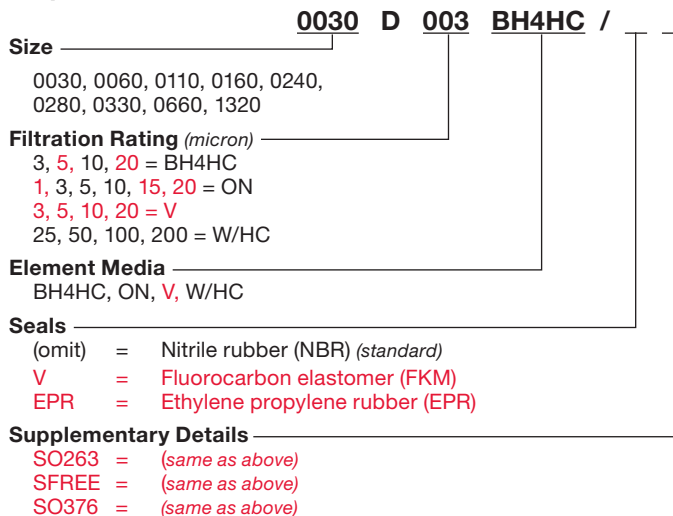 0030 D 003 BH4HC /
Size
0030, 0060, 0110, 0160, 0240,
0280, 0330, 0660, 1320
Filtration Rating (micron)
3, 5, 10, 20 = BH4HC
1, 3, 5, 10, 15, 20 = ON
3, 5, 10, 20 = V
25, 50, 100, 200 = W/HC
Element Media
BH4HC, ON, V, W/HC
Seals
(omit) = Nitrile rubber (NBR) (standard)
V = Fluorocarbon elastomer (FKM)
EPR = Ethylene propylene rubber (EPR)
Supplementary Details
SO263 = (same as above)
SFREE = (same as above)
SO376 = (same as above)